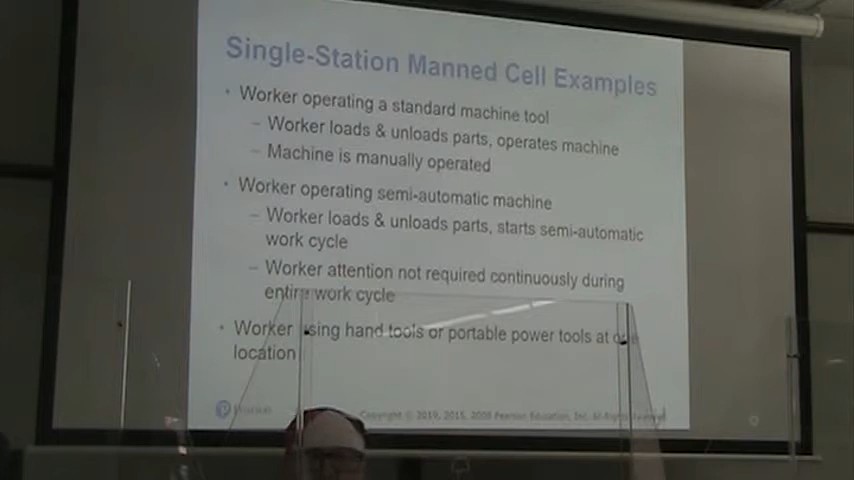 Single-Station Manned Cell Examples
• Worker operating a standard machine tool
– Worker loads & unloads parts, operates machine
– Machine is manually operated
• Worker operating semi-automatic machine
– Worker loads & unloads parts, starts semi-automatic
work cycle
– Worker attention not required continuously during
entire work cycle
• Worker using hand tools or portable power tools at one
location
Pearson
Copyright © 2019, 2015, 2008 Pearson Education, Inc. All Rights Reserved